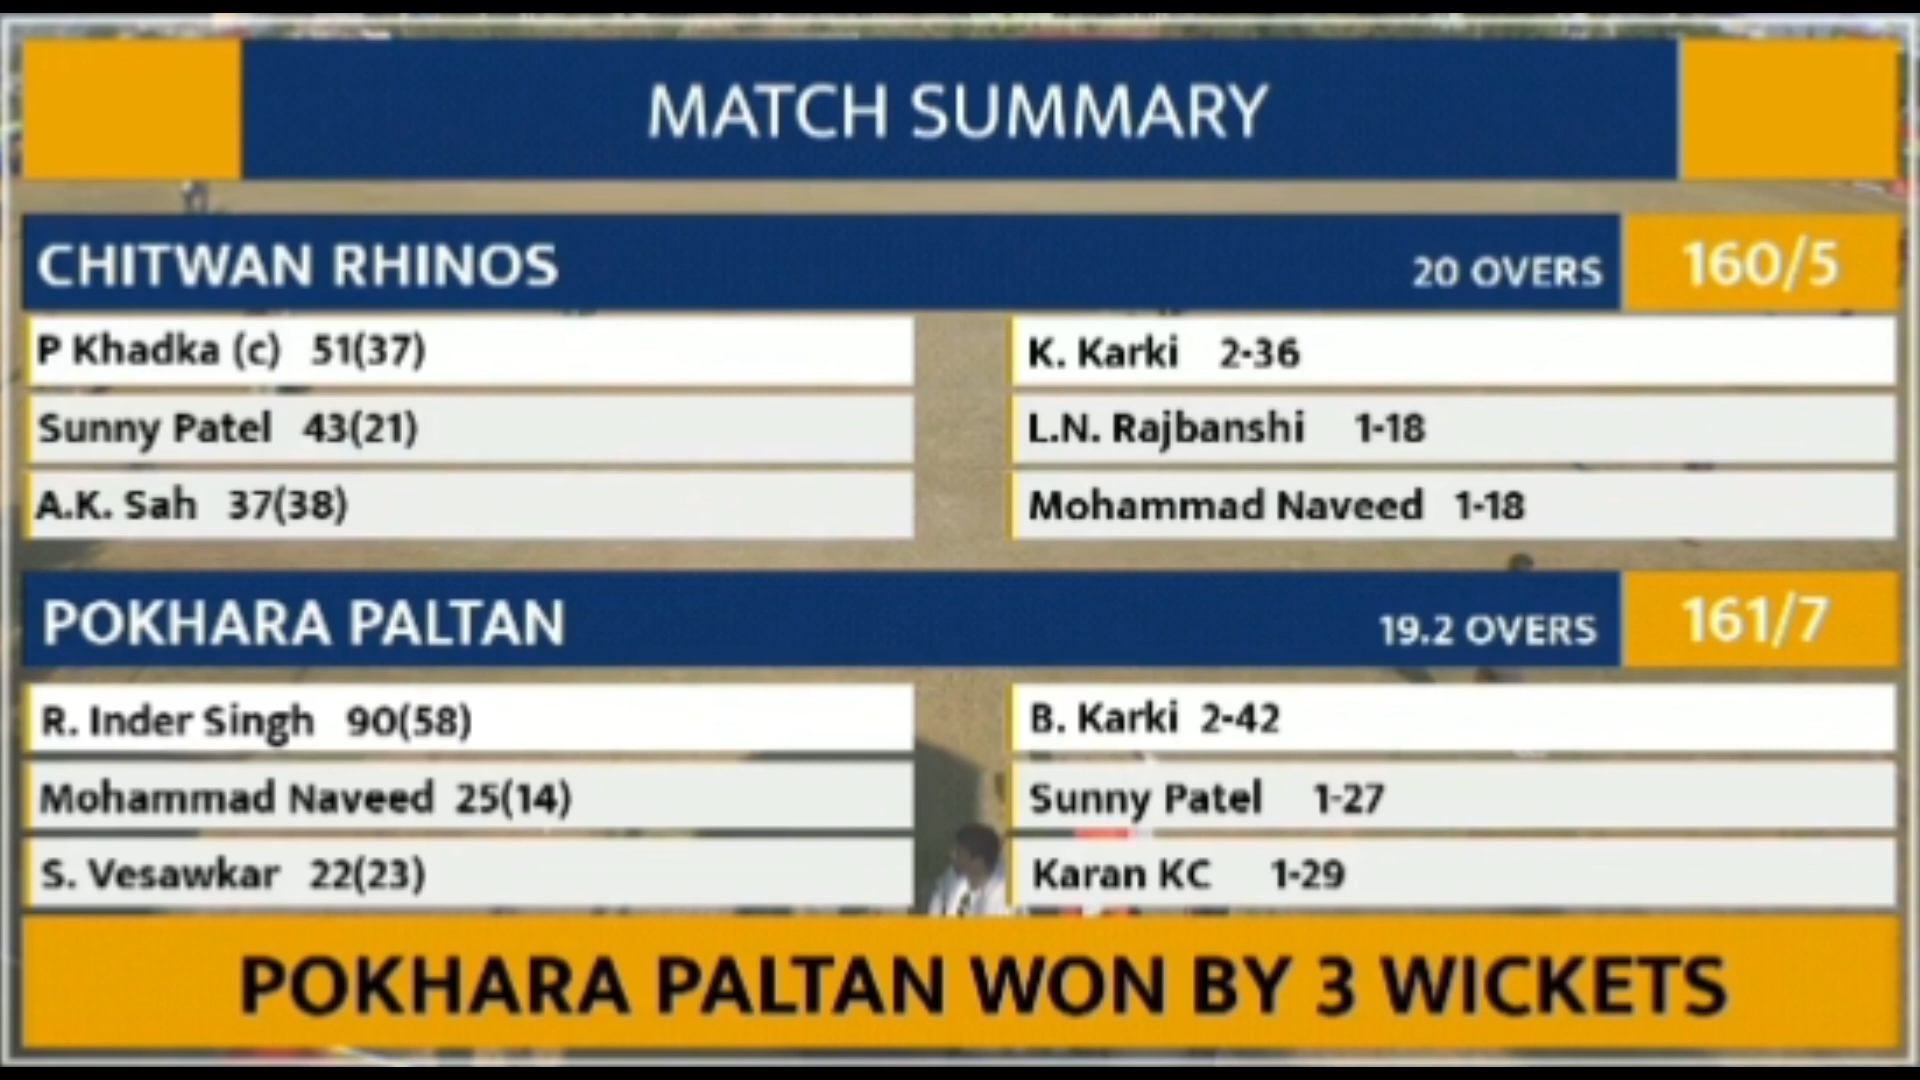 MATCH SUMMARY
CHITWAN RHINOS 20 OVERS 160/5
P Khadka (c) 51(37) K. Karki 2-36
Sunny Patel 43(21) L.N. Rajbanshi 1-18
A.K. Sah 37(38) Mohammad Naveed 1-18
POKHARA PALTAN 19.2 OVERS 161/7
R. Inder Singh 90(58) B. Karki 2-42
Mohammad Naveed 25(14) Sunny Patel 1-27
S. Vesawkar 22(23) Karan KC 1-29
POKHARA PALTAN WON BY 3 WICKETS